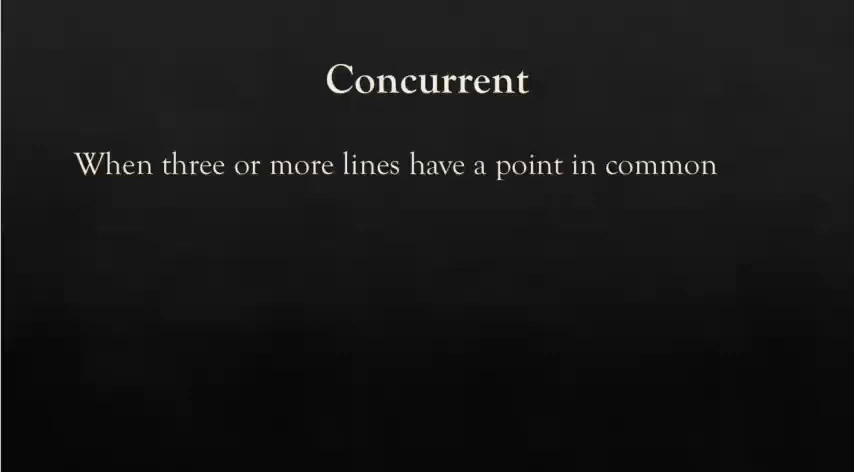 Concurrent
When three or more lines have a point in common